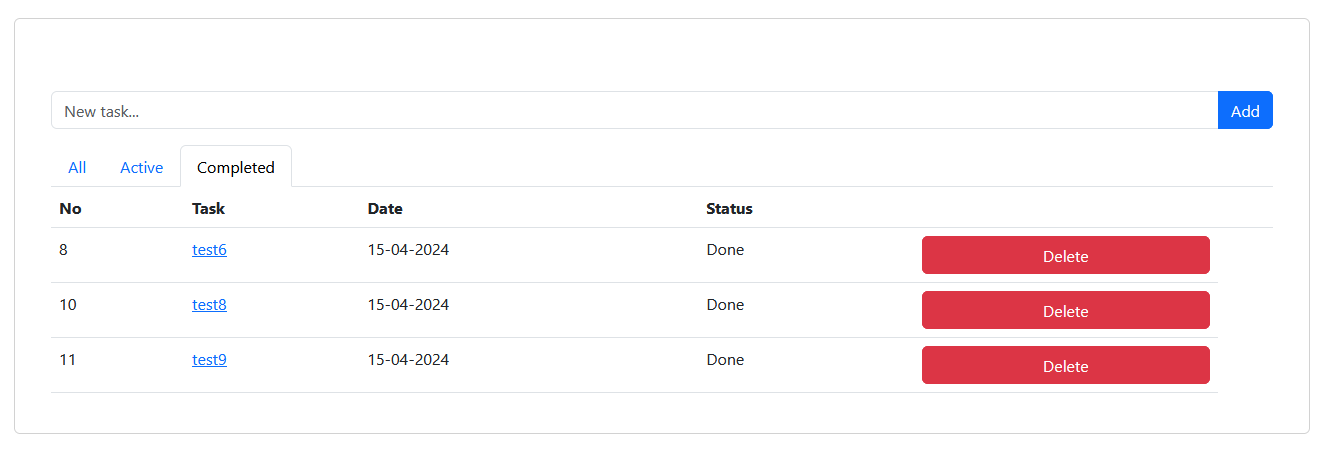 New task... Add
All Active Completed
No Task Date Status
8 test6 15-04-2024 Done Delete
10 test8 15-04-2024 Done Delete
11 test9 15-04-2024 Done Delete